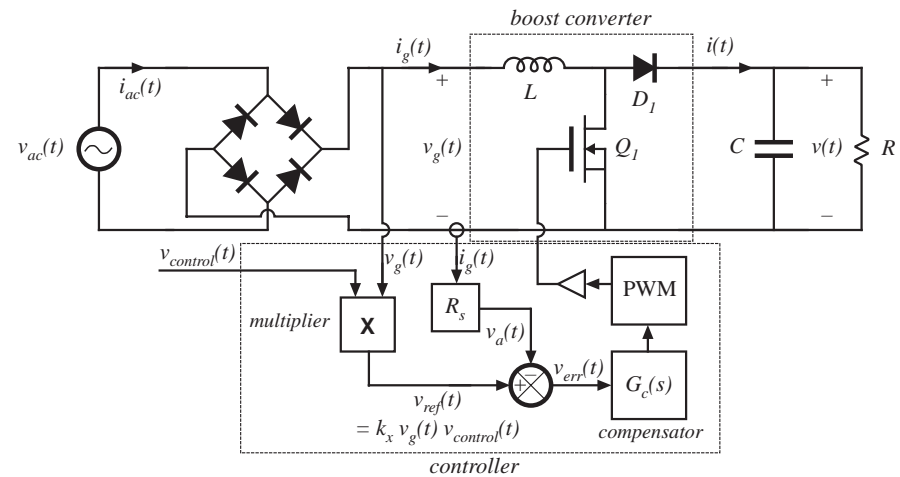 boost converter
i_g(t)
i(t)
i_ac(t)
+
L
D_1
+
v_ac(t)
v_g(t)
Q_1
C
v(t)
R
–
–
v_control(t)
v_g(t)
i_g(t)
multiplier
X
R_s
PWM
v_a(t)
–
+
v_err(t)
G_c(s)
v_ref(t)
= k_x v_g(t) v_control(t)
compensator
controller